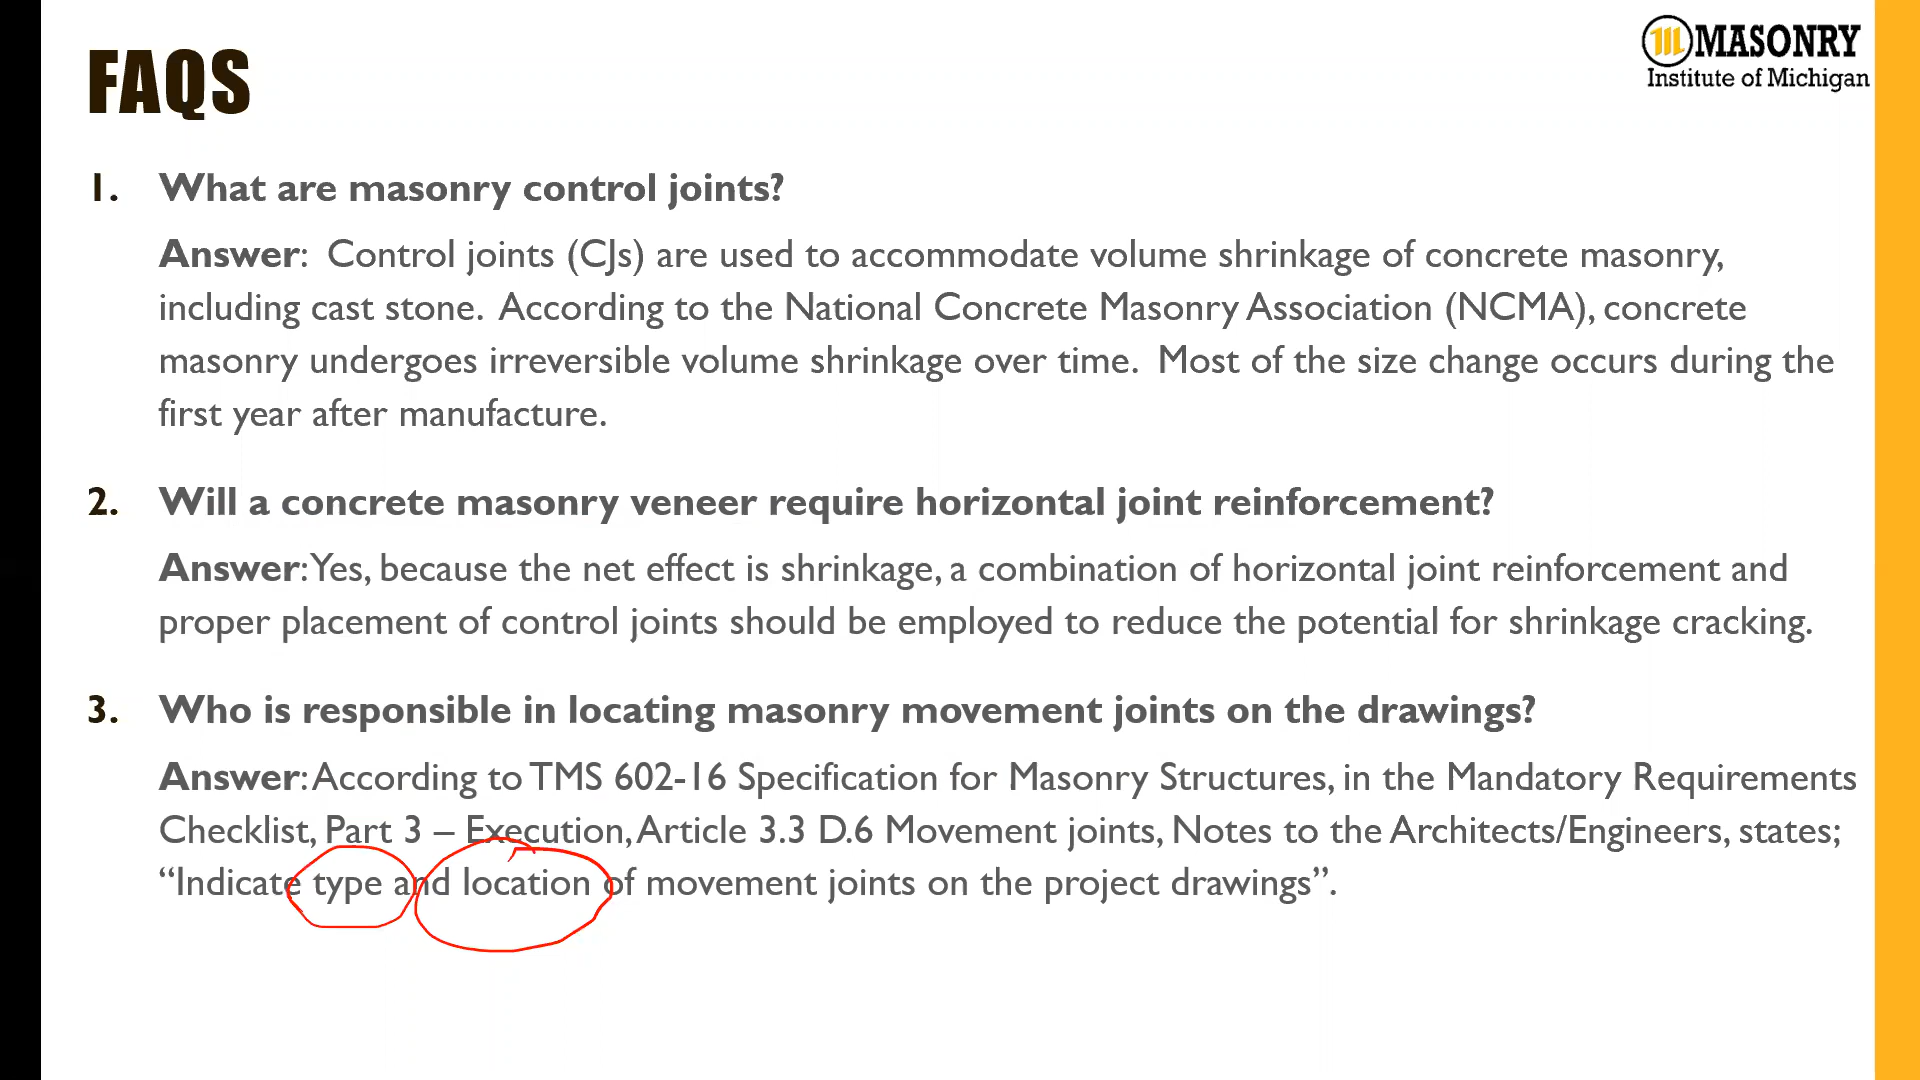 FAQS
MASONRY
Institute of Michigan
1. What are masonry control joints?
Answer: Control joints (CJs) are used to accommodate volume shrinkage of concrete masonry,
including cast stone. According to the National Concrete Masonry Association (NCMA), concrete
masonry undergoes irreversible volume shrinkage over time. Most of the size change occurs during the
first year after manufacture.
2. Will a concrete masonry veneer require horizontal joint reinforcement?
Answer: Yes, because the net effect is shrinkage, a combination of horizontal joint reinforcement and
proper placement of control joints should be employed to reduce the potential for shrinkage cracking.
3. Who is responsible in locating masonry movement joints on the drawings?
Answer: According to TMS 602-16 Specification for Masonry Structures, in the Mandatory Requirements
Checklist, Part 3 – Execution, Article 3.3 D.6 Movement joints, Notes to the Architects/Engineers, states;
“Indicate type and location of movement joints on the project drawings”.